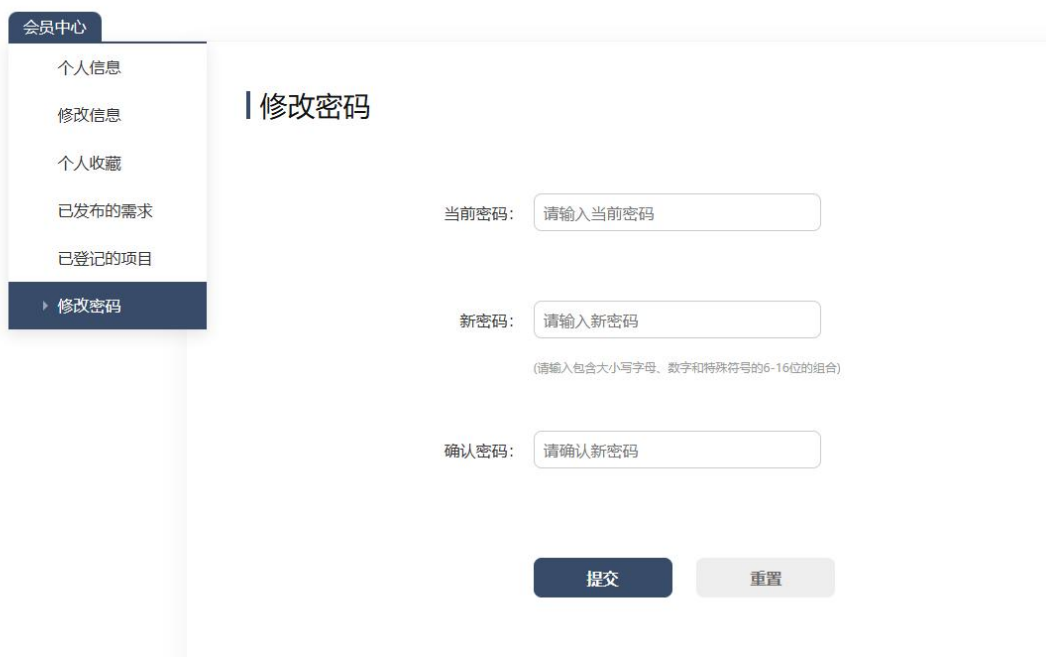 会员中心
个人信息
修改信息
个人收藏
已发布的需求
已登记的项目
修改密码
修改密码
当前密码： 请输入当前密码
新密码： 请输入新密码
(请输入包含大小写字母、数字和特殊符号的6-16位的组合)
确认密码： 请确认新密码
提交 重置